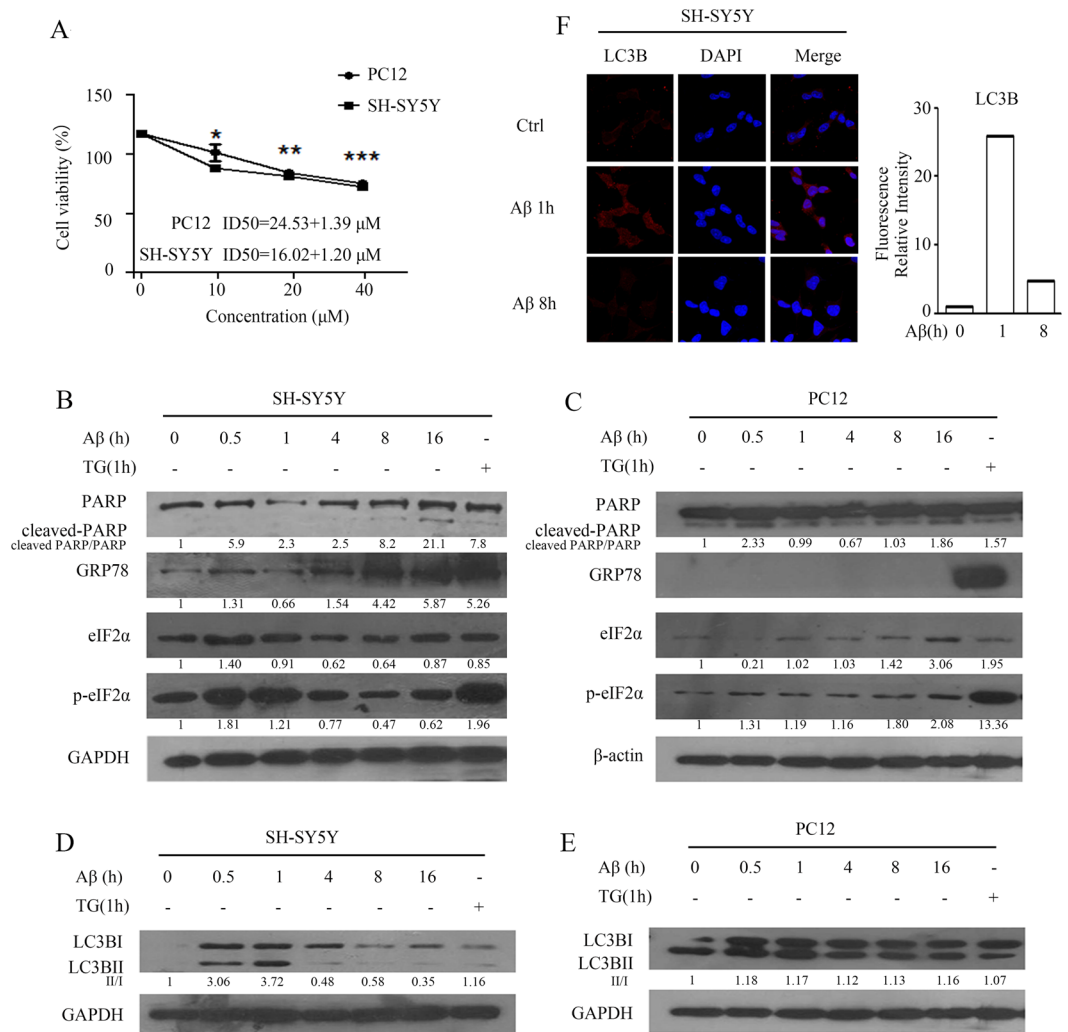 A
PC12
SH-SY5Y
150
100
50
0
Cell viability (%)
*
**
***
PC12 ID50=24.53+1.39 μM
SH-SY5Y ID50=16.02+1.20 μM
0 10 20 40
Concentration (μM)
F
SH-SY5Y
LC3B DAPI Merge
Ctrl
Aβ 1h
Aβ 8h
LC3B
30
20
10
0
Fluorescence
Relative Intensity
Aβ(h) 0 1 8
B
SH-SY5Y
Aβ (h) 0 0.5 1 4 8 16 -
TG(1h) - - - - - - +
PARP
cleaved-PARP
cleaved PARP/PARP 1 5.9 2.3 2.5 8.2 21.1 7.8
GRP78
1 1.31 0.66 1.54 4.42 5.87 5.26
eIF2α
1 1.40 0.91 0.62 0.64 0.87 0.85
p-eIF2α
1 1.81 1.21 0.77 0.47 0.62 1.96
GAPDH
C
PC12
Aβ (h) 0 0.5 1 4 8 16 -
TG(1h) - - - - - - +
PARP
cleaved-PARP
cleaved PARP/PARP 1 2.33 0.99 0.67 1.03 1.86 1.57
GRP78
eIF2α
1 0.21 1.02 1.03 1.42 3.06 1.95
p-eIF2α
1 1.31 1.19 1.16 1.80 2.08 13.36
β-actin
D
SH-SY5Y
Aβ (h) 0 0.5 1 4 8 16 -
TG(1h) - - - - - - +
LC3BI
LC3BII
II/I 1 3.06 3.72 0.48 0.58 0.35 1.16
GAPDH
E
PC12
Aβ (h) 0 0.5 1 4 8 16 -
TG(1h) - - - - - - +
LC3BI
LC3BII
II/I 1 1.18 1.17 1.12 1.13 1.16 1.07
GAPDH